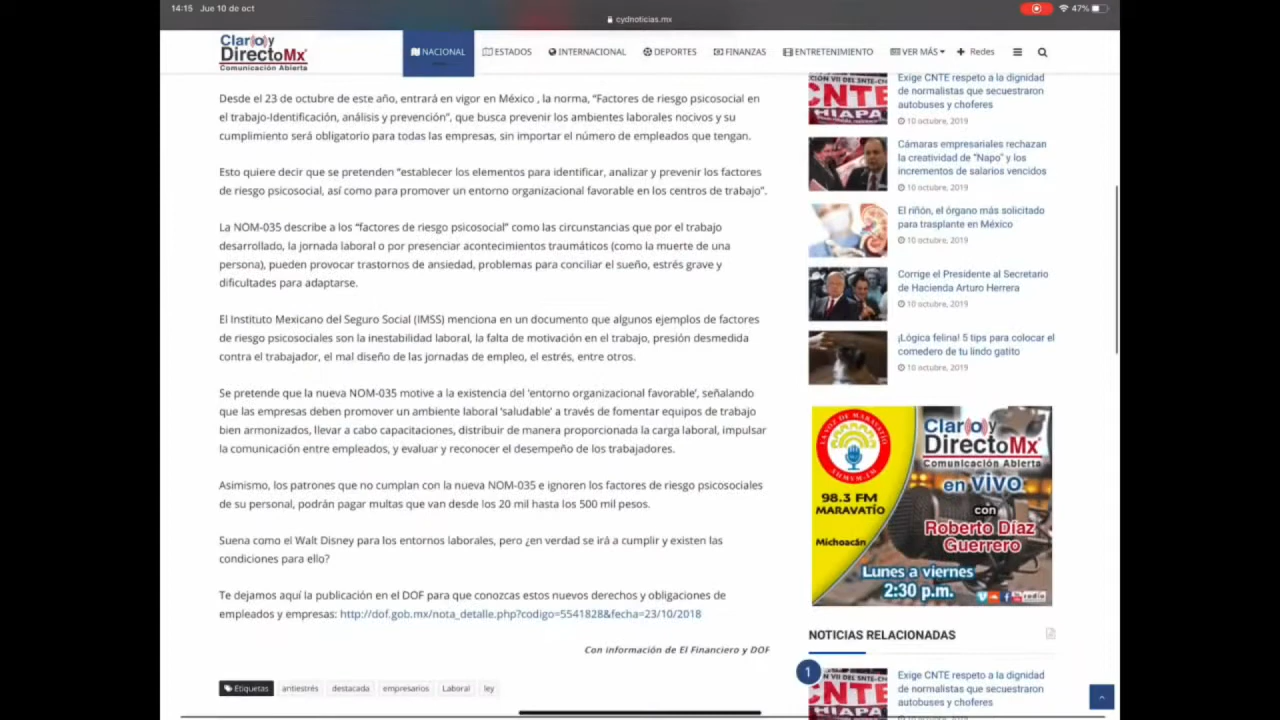 14:15 Jue 10 de oct
cydnoticias.mx
47%
Claro y
DirectoMx
Comunicación Abierta
NACIONAL
ESTADOS
INTERNACIONAL
DEPORTES
FINANZAS
ENTRETENIMIENTO
VER MÁS
Redes
Desde el 23 de octubre de este año, entrará en vigor en México , la norma, “Factores de riesgo psicosocial en
el trabajo-Identificación, análisis y prevención”, que busca prevenir los ambientes laborales nocivos y su
cumplimiento será obligatorio para todas las empresas, sin importar el número de empleados que tengan.
Esto quiere decir que se pretenden “establecer los elementos para identificar, analizar y prevenir los factores
de riesgo psicosocial, así como para promover un entorno organizacional favorable en los centros de trabajo”.
La NOM-035 describe a los “factores de riesgo psicosocial” como las circunstancias que por el trabajo
desarrollado, la jornada laboral o por presenciar acontecimientos traumáticos (como la muerte de una
persona), pueden provocar trastornos de ansiedad, problemas para conciliar el sueño, estrés grave y
dificultades para adaptarse.
El Instituto Mexicano del Seguro Social (IMSS) menciona en un documento que algunos ejemplos de factores
de riesgo psicosociales son la inestabilidad laboral, la falta de motivación en el trabajo, presión desmedida
contra el trabajador, el mal diseño de las jornadas de empleo, el estrés, entre otros.
Se pretende que la nueva NOM-035 motive a la existencia del ‘entorno organizacional favorable’, señalando
que las empresas deben promover un ambiente laboral ‘saludable’ a través de fomentar equipos de trabajo
bien armonizados, llevar a cabo capacitaciones, distribuir de manera proporcionada la carga laboral, impulsar
la comunicación entre empleados, y evaluar y reconocer el desempeño de los trabajadores.
Asimismo, los patrones que no cumplan con la nueva NOM-035 e ignoren los factores de riesgo psicosociales
de su personal, podrán pagar multas que van desde los 20 mil hasta los 500 mil pesos.
Suena como el Walt Disney para los entornos laborales, pero ¿en verdad se irá a cumplir y existen las
condiciones para ello?
Te dejamos aquí la publicación en el DOF para que conozcas estos nuevos derechos y obligaciones de
empleados y empresas: http://dof.gob.mx/nota_detalle.php?codigo=5541828&fecha=23/10/2018
Con información de El Financiero y DOF
Etiquetas
antiestrés
destacada
empresarios
Laboral
ley
CIÓN VII DEL SNTE-CN
CNTE
CHIAPA
Exige CNTE respeto a la dignidad
de normalistas que secuestraron
autobuses y choferes
10 octubre, 2019
Cámaras empresariales rechazan
la creatividad de “Napo” y los
incrementos de salarios vencidos
10 octubre, 2019
El riñón, el órgano más solicitado
para trasplante en México
10 octubre, 2019
Corrige el Presidente al Secretario
de Hacienda Arturo Herrera
10 octubre, 2019
¡Lógica felina! 5 tips para colocar el
comedero de tu lindo gatito
10 octubre, 2019
LA VOZ DE MARAVATÍO
98.3 FM
MARAVATÍO
Michoacán
Claro y
DirectoMx
Comunicación Abierta
en VIVO
con
Roberto Díaz
Guerrero
Lunes a viernes
2:30 p.m.
radio
NOTICIAS RELACIONADAS
1
N VII DEL SNTE-CN
CNTE
HIAPA
Exige CNTE respeto a la dignidad
de normalistas que secuestraron
autobuses y choferes